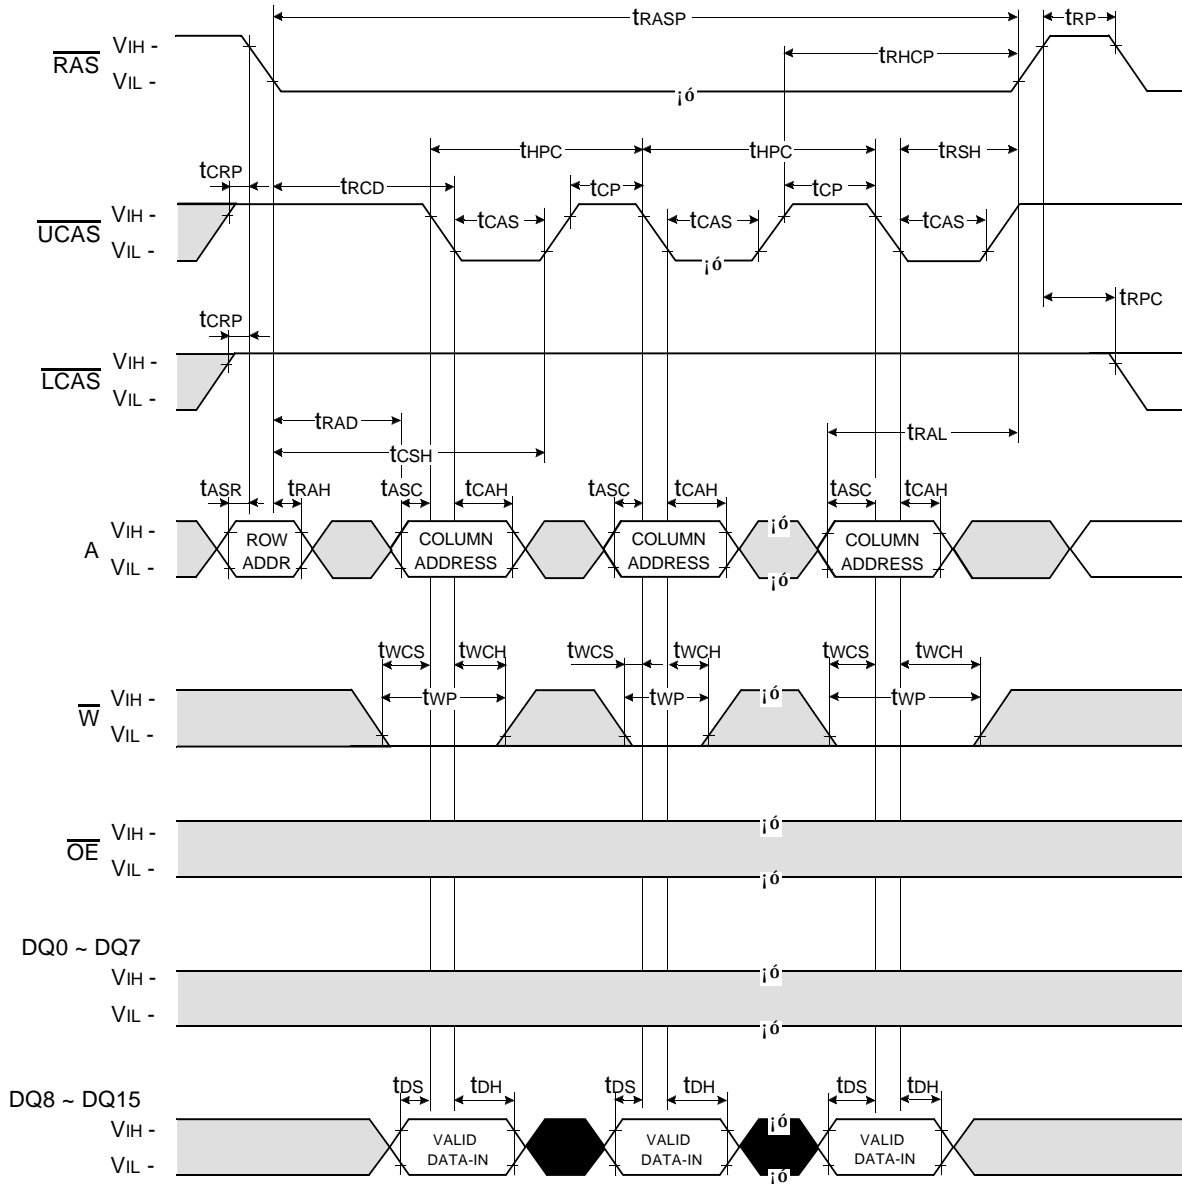 tRASP
tRP
RAS
VIH -
VIL -
tRHCP
¡ó
tHPC
tHPC
tRSH
tCRP
tRCD
tCP
tCP
UCAS
VIH -
VIL -
tCAS
tCAS
tCAS
¡ó
tRPC
tCRP
LCAS
VIH -
VIL -
tRAD
tCSH
tRAL
tASR
tRAH
tASC
tCAH
tASC
tCAH
tASC
tCAH
A
VIH -
VIL -
ROW
ADDR
COLUMN
ADDRESS
COLUMN
ADDRESS
¡ó
¡ó
COLUMN
ADDRESS
tWCS
tWCH
tWCS
tWCH
tWCS
tWCH
tWP
tWP
tWP
W
VIH -
VIL -
¡ó
OE
VIH -
VIL -
¡ó
¡ó
DQ0 ~ DQ7
VIH -
VIL -
¡ó
¡ó
tDS
tDH
tDS
tDH
tDS
tDH
DQ8 ~ DQ15
VIH -
VIL -
VALID
DATA-IN
VALID
DATA-IN
¡ó
¡ó
VALID
DATA-IN